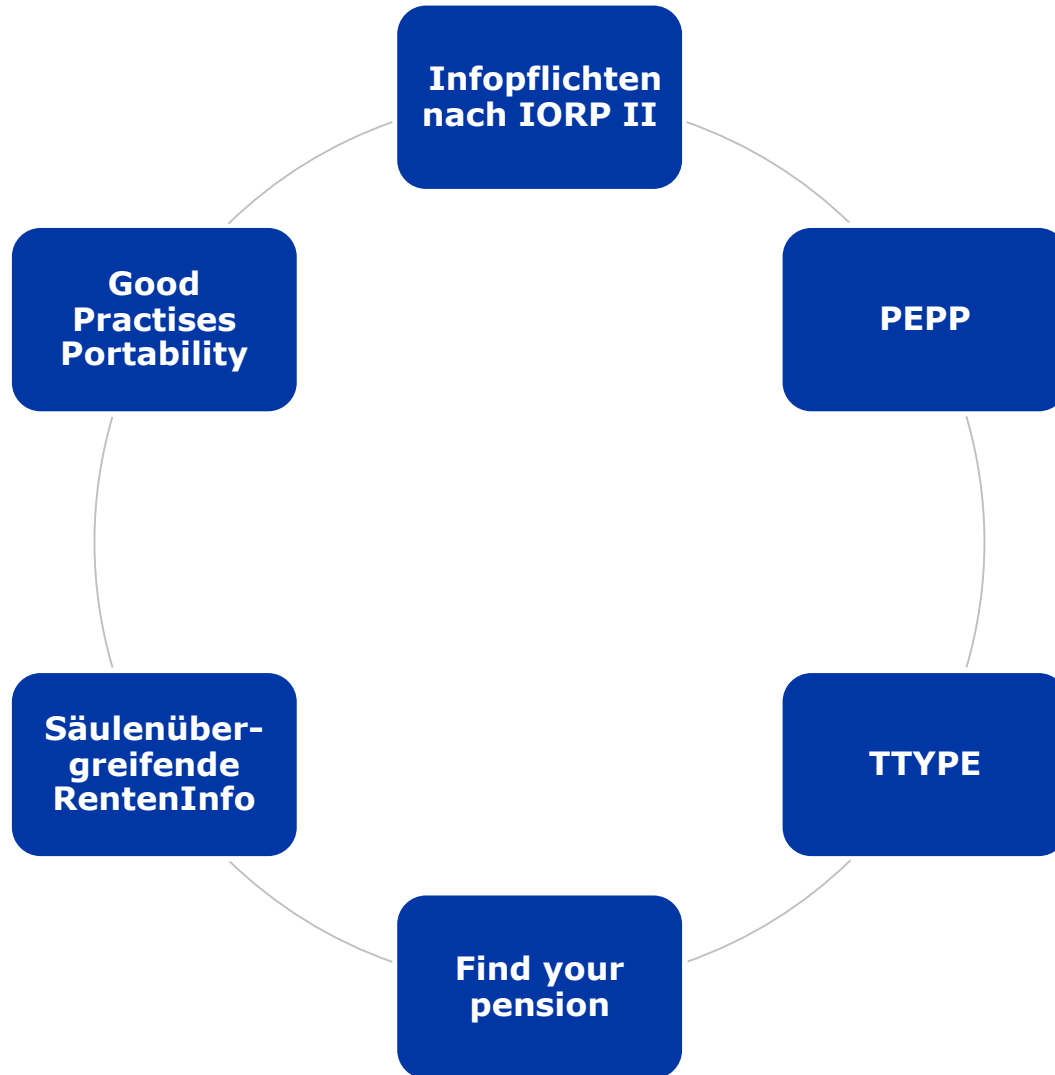 Infopflichten
nach IORP II
Good
Practises
Portability
PEPP
Säulenüber-
greifende
RentenInfo
TTYPE
Find your
pension